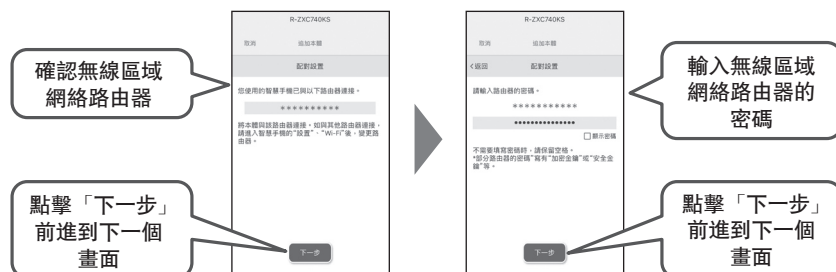 確認無線區域
網絡路由器
點擊「下一步」
前進到下一個
畫面
R-ZXC740KS
取消
追加本體
配對設置
您使用的智慧手機已與以下路由器連接。
**********
將本體與該路由器連接。如與其他路由器連接，
請進入智慧手機的"設置"、"Wi-Fi"後，變更路
由器。
下一步
R-ZXC740KS
取消
追加本體
<返回
配對設置
請輸入路由器的密碼。
***********
•••••••••••••••
顯示密碼
不需要填寫密碼時，請保留空格。
*部分路由器的密碼"寫有"加密金鑰"或"安全金
鑰"等。
下一步
輸入無線區域
網絡路由器的
密碼
點擊「下一步」
前進到下一個
畫面